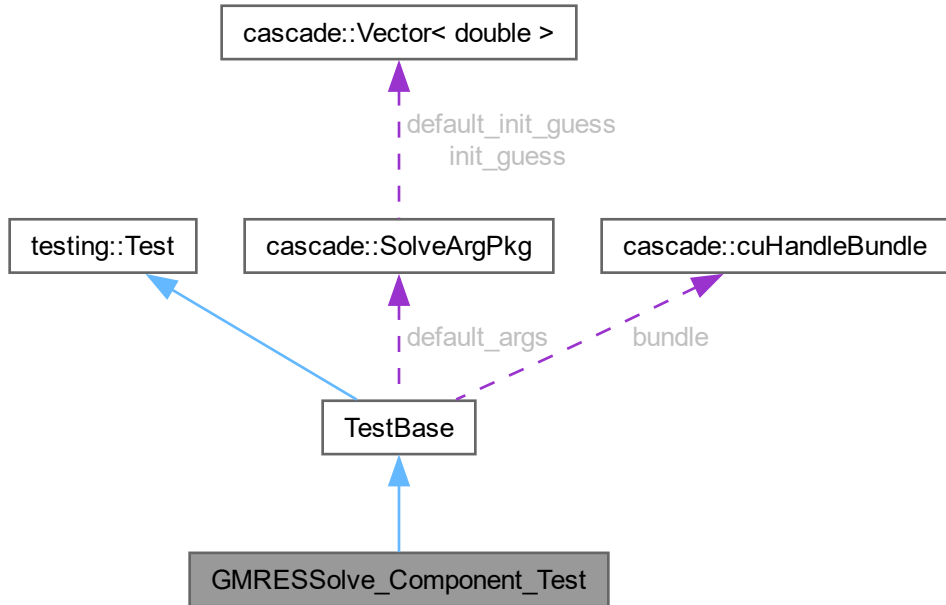 cascade::Vector< double >
default_init_guess
init_guess
testing::Test
cascade::SolveArgPkg
cascade::cuHandleBundle
default_args
bundle
TestBase
GMRESSolve_Component_Test